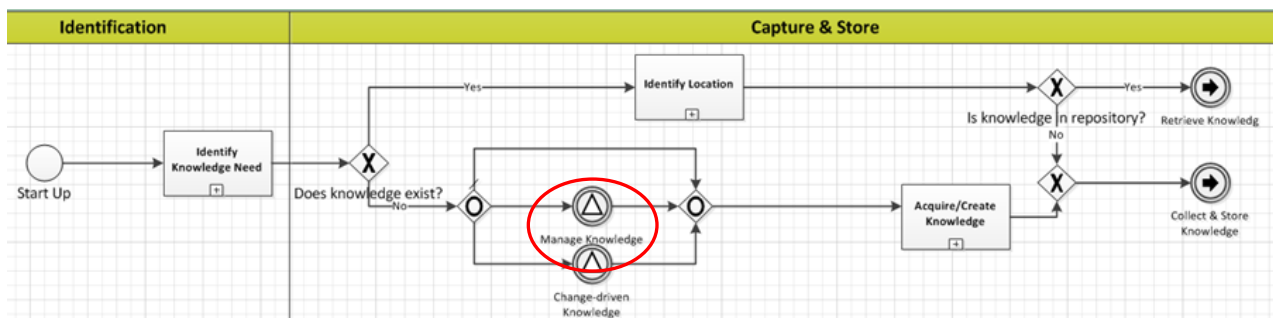 Identification
Capture & Store
Yes
Identify Location
Yes
Is knowledge in repository?
Retrieve Knowledg
No
Identify
Knowledge Need
Start Up
Does knowledge exist?
No
Manage Knowledge
Acquire/Create
Knowledge
Collect & Store
Knowledge
Change-driven
Knowledge